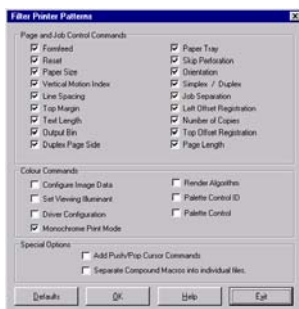 Filter Printer Patterns
Page and Job Control Commands
Formfeed
Reset
Paper Size
Vertical Motion Index
Line Spacing
Top Margin
Text Length
Output Bin
Duplex Page Side
Paper Tray
Skip Perforation
Orientation
Simplex / Duplex
Job Separation
Left Offset Registration
Number of Copies
Top Offset Registration
Page Length
Colour Commands
Configure Image Data
Set Viewing Illuminant
Driver Configuration
Monochrome Print Mode
Render Algorithm
Palette Control ID
Palette Control
Special Options
Add Push/Pop Cursor Commands
Separate Compound Macros into individual files.
Defaults
OK
Help
Exit